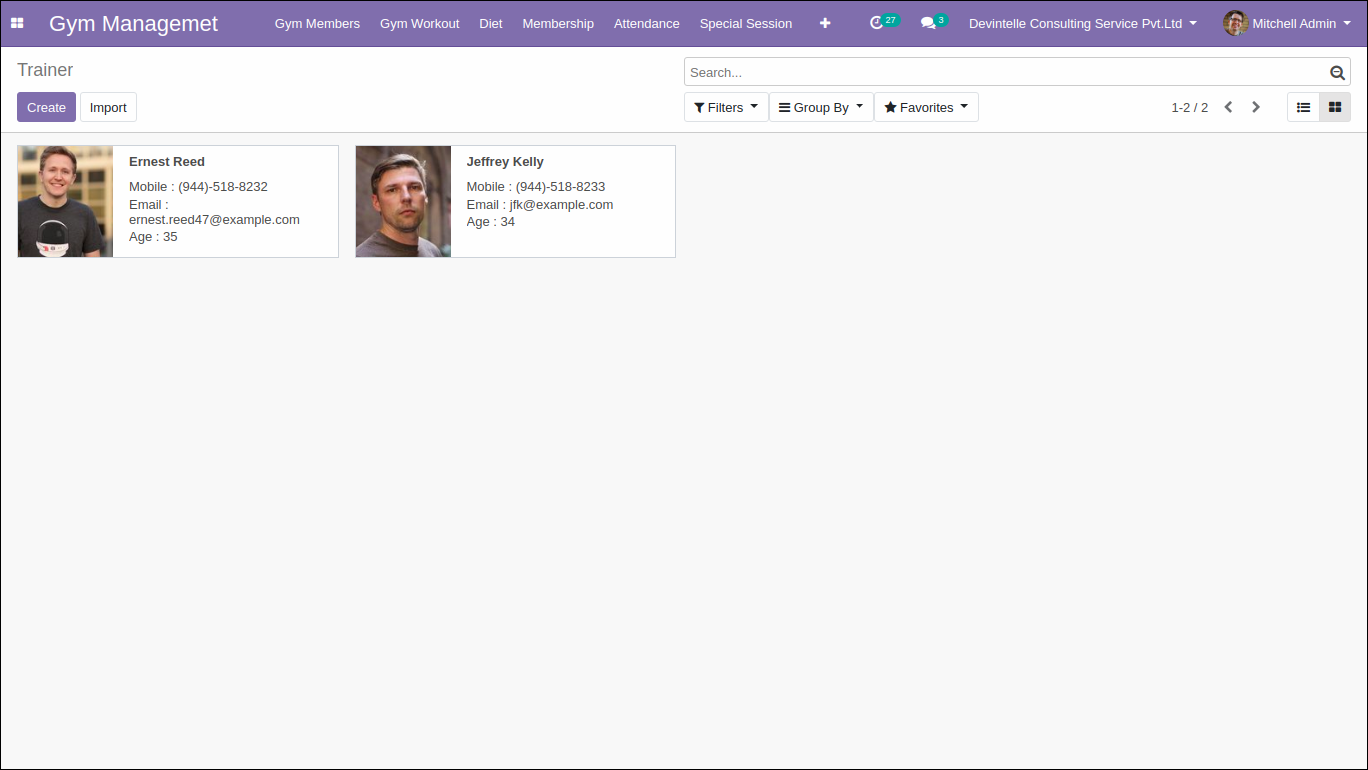 Gym Managemet Gym Members Gym Workout Diet Membership Attendance Special Session 27 3 Devintelle Consulting Service Pvt.Ltd Mitchell Admin
Trainer
Search...
Create Import
Filters Group By Favorites 1-2 / 2
Ernest Reed
Mobile : (944)-518-8232
Email :
ernest.reed47@example.com
Age : 35
Jeffrey Kelly
Mobile : (944)-518-8233
Email : jfk@example.com
Age : 34